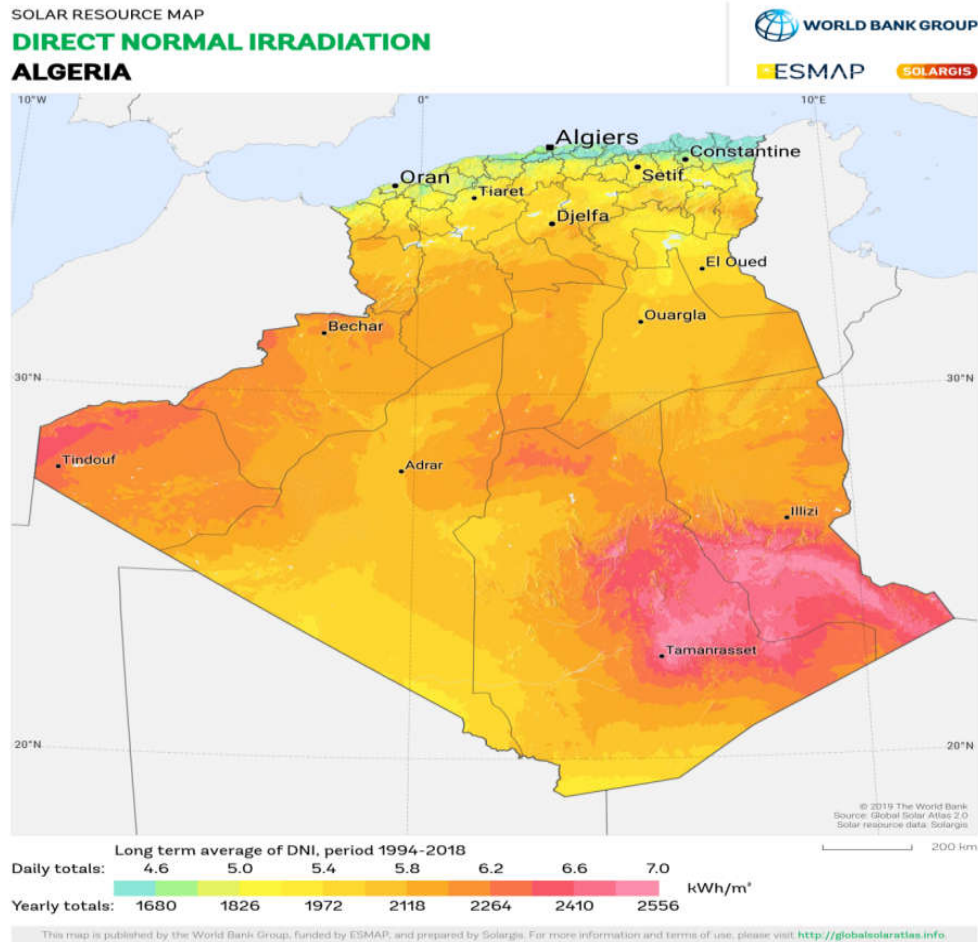 SOLAR RESOURCE MAP
DIRECT NORMAL IRRADIATION
ALGERIA
WORLD BANK GROUP
ESMAP
SOLARGIS
10°W
0°
10°E
Algiers
Constantine
Oran
Setif
Tiaret
Djelfa
El Oued
Ouargla
Bechar
30°N
30°N
Tindouf
Adrar
Illizi
Tamanrasset
20°N
20°N
© 2019 The World Bank
Source: Global Solar Atlas 2.0
Solar resource data: Solargis
200 km
Long term average of DNI, period 1994-2018
Daily totals: 4.6 5.0 5.4 5.8 6.2 6.6 7.0
kWh/m²
Yearly totals: 1680 1826 1972 2118 2264 2410 2556
This map is published by the World Bank Group, funded by ESMAP, and prepared by Solargis. For more information and terms of use, please visit http://globalsolaratlas.info.